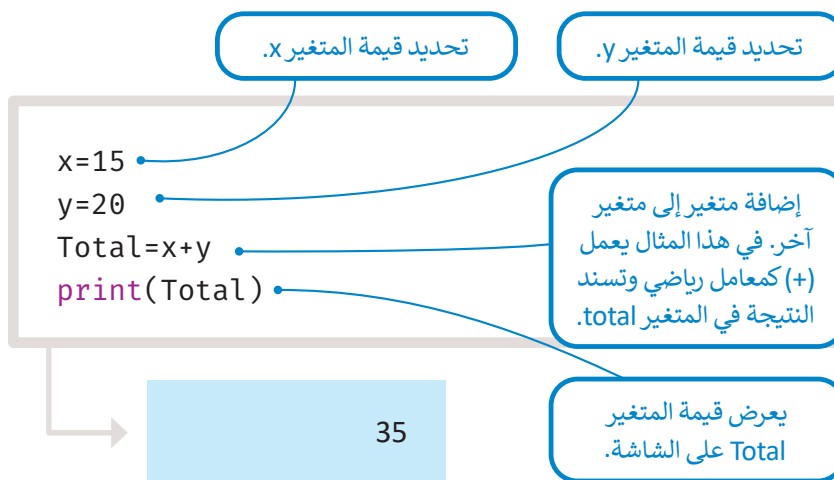 تحديد قيمة المتغير x.
تحديد قيمة المتغير y.
x=15
y=20
Total=x+y
print(Total)
إضافة متغير إلى متغير
آخر. في هذا المثال يعمل
(+) كمعامل رياضي وتسند
النتيجة في المتغير total.
يعرض قيمة المتغير
Total على الشاشة.
35